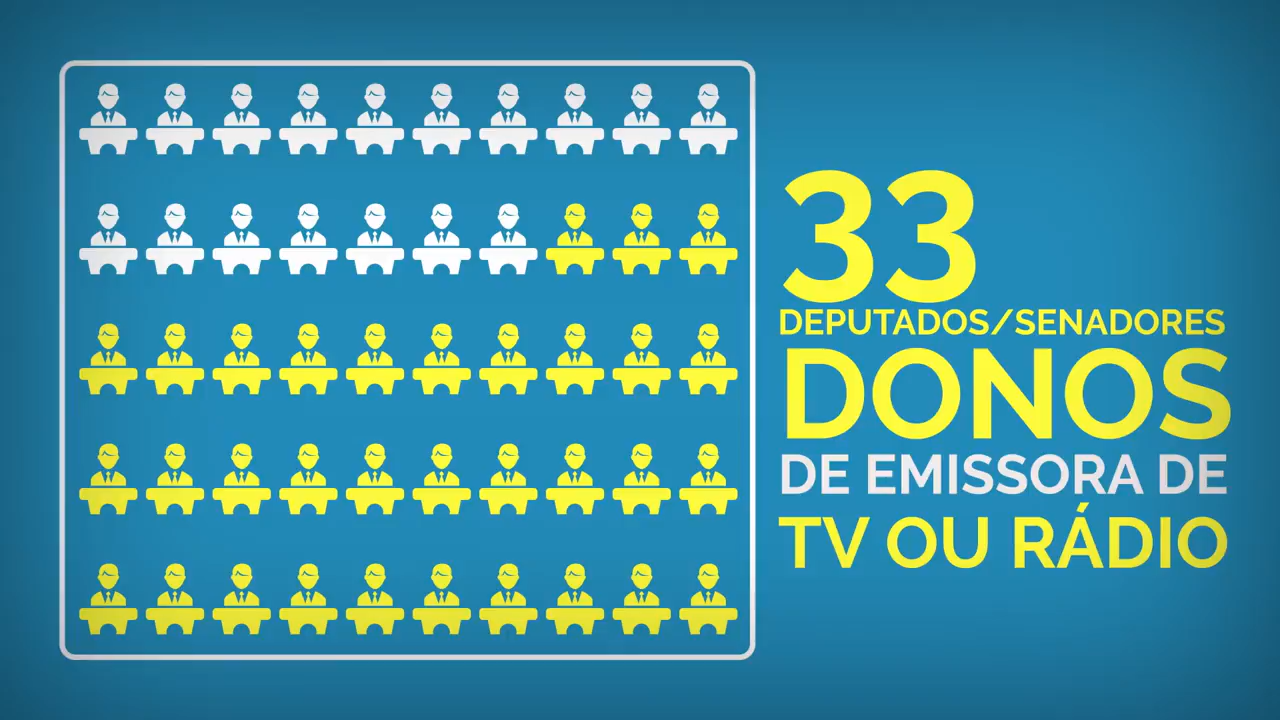 33
DEPUTADOS/SENADORES
DONOS
DE EMISSORA DE
TV OU RÁDIO